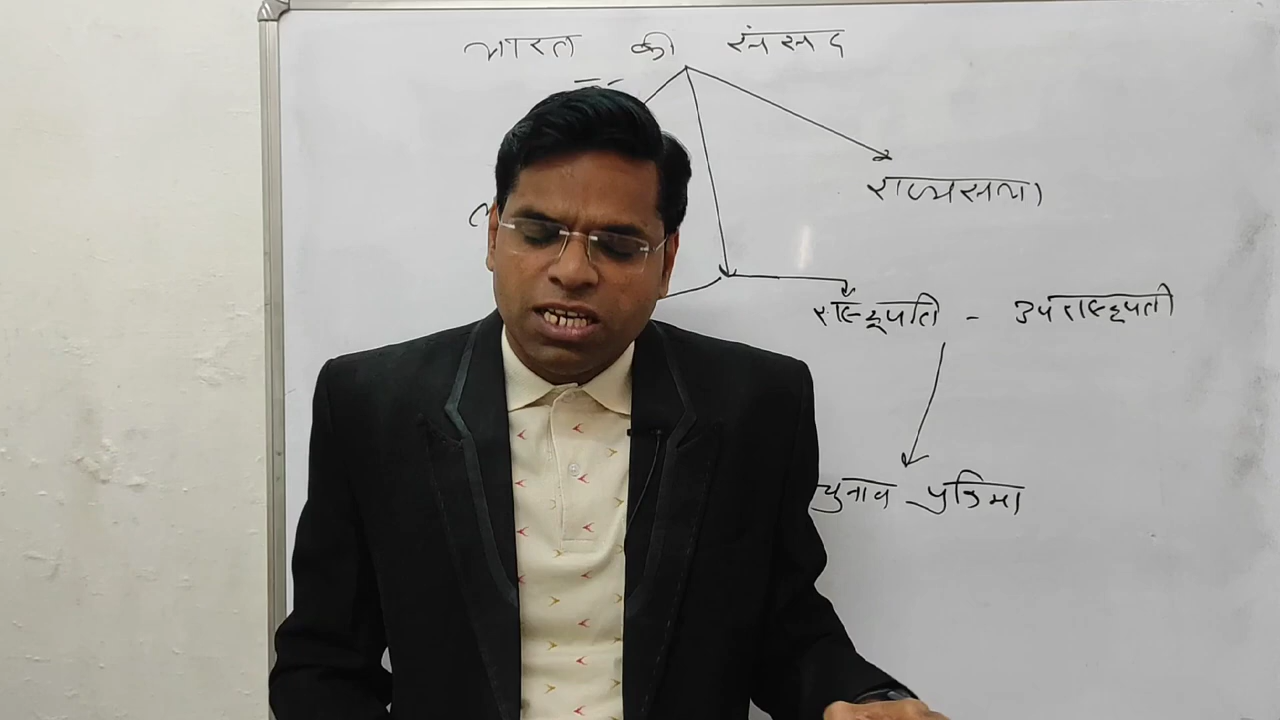 भारत की संसद
राज्यसभा
राष्ट्रपति - उपराष्ट्रपती
चुनाव प्रक्रिया